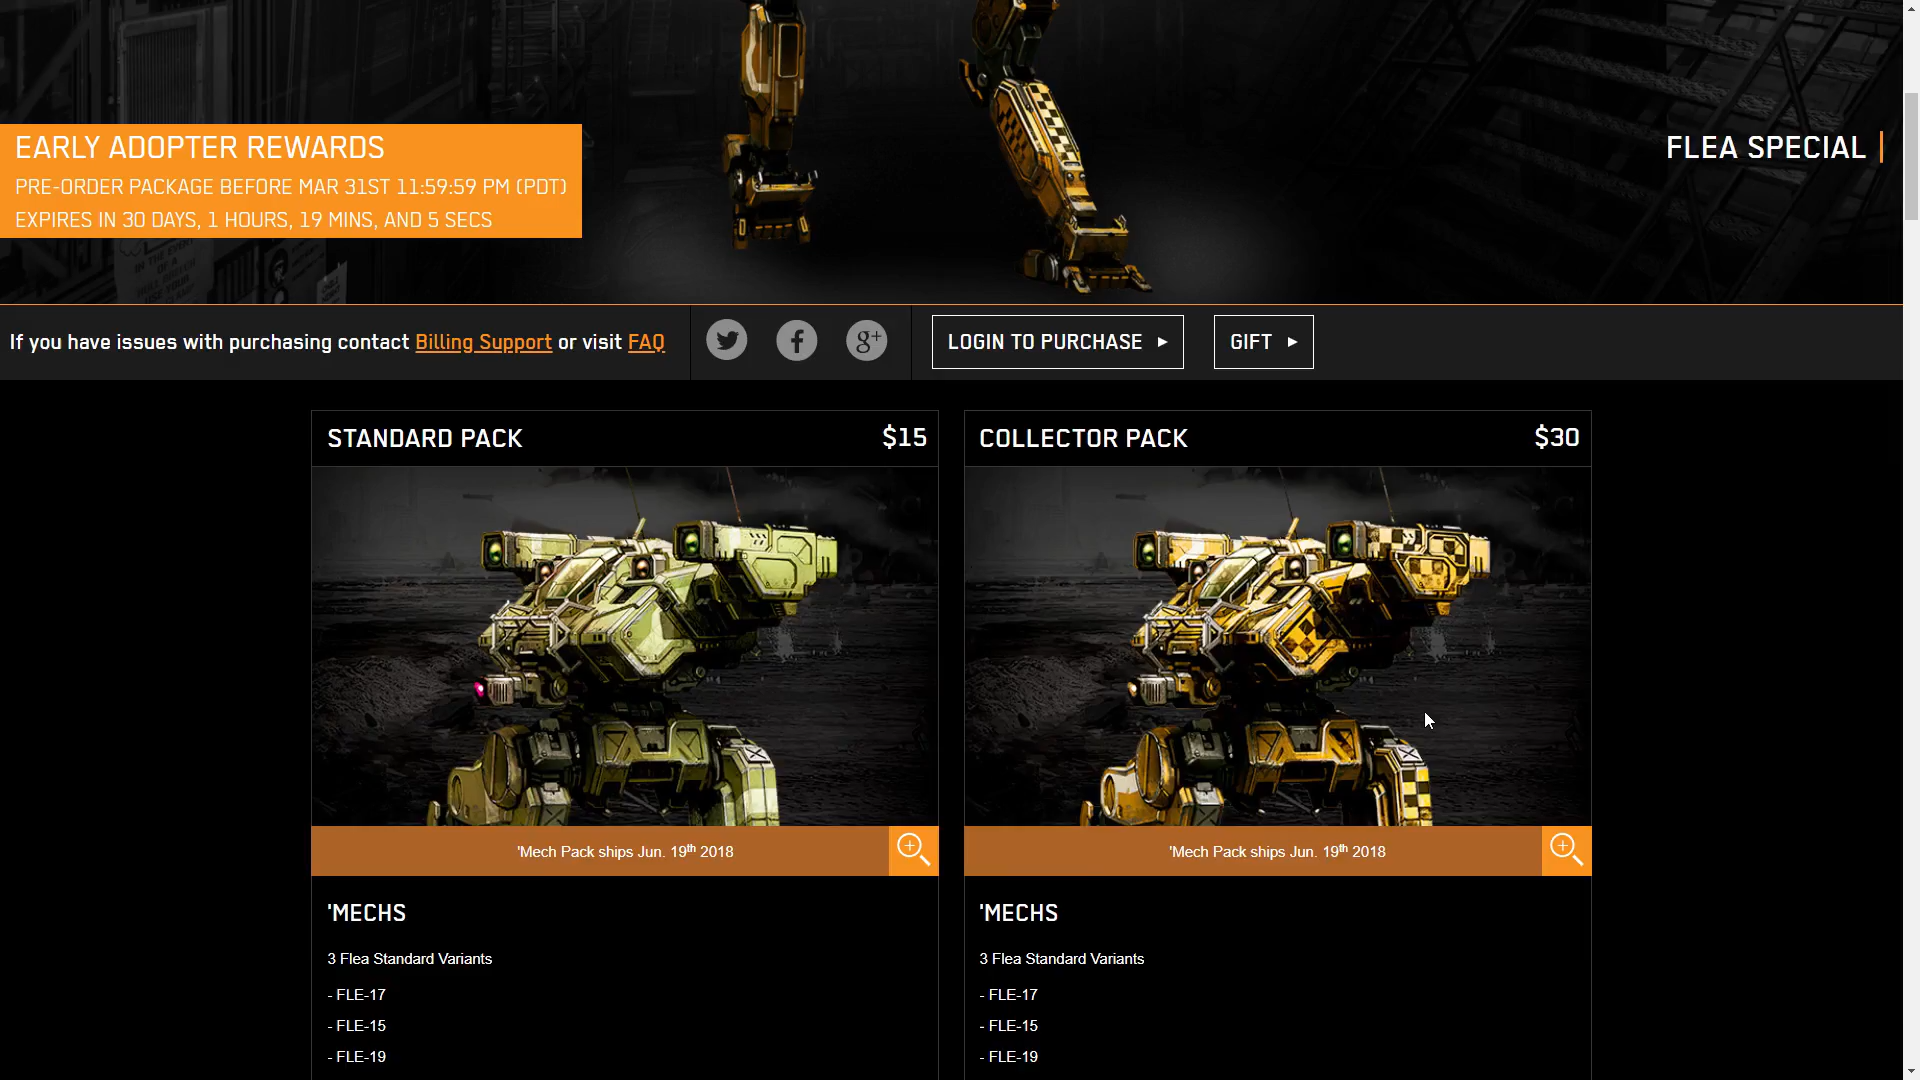 EARLY ADOPTER REWARDS
PRE-ORDER PACKAGE BEFORE MAR 31ST 11:59:59 PM (PDT)
EXPIRES IN 30 DAYS, 1 HOURS, 19 MINS, AND 5 SECS
FLEA SPECIAL
If you have issues with purchasing contact Billing Support or visit FAQ
LOGIN TO PURCHASE
GIFT
STANDARD PACK $15
'Mech Pack ships Jun. 19th 2018
'MECHS
3 Flea Standard Variants
- FLE-17
- FLE-15
- FLE-19
COLLECTOR PACK $30
'Mech Pack ships Jun. 19th 2018
'MECHS
3 Flea Standard Variants
- FLE-17
- FLE-15
- FLE-19